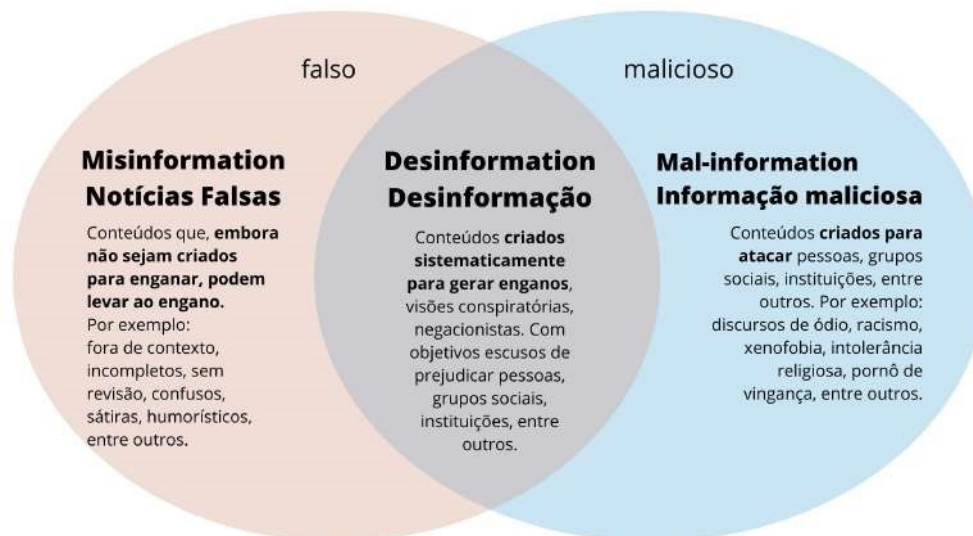 falso
malicioso
Misinformation
Notícias Falsas
Conteúdos que, embora
não sejam criados
para enganar, podem
levar ao engano.
Por exemplo:
fora de contexto,
incompletos, sem
revisão, confusos,
sátiras, humorísticos,
entre outros.
Desinformation
Desinformação
Conteúdos criados
sistematicamente
para gerar enganos,
visões conspiratórias,
negacionistas. Com
objetivos escusos de
prejudicar pessoas,
grupos sociais,
instituições, entre
outros.
Mal-information
Informação maliciosa
Conteúdos criados para
atacar pessoas, grupos
sociais, instituições, entre
outros. Por exemplo:
discursos de ódio, racismo,
xenofobia, intolerância
religiosa, pornô de
vingança, entre outros.